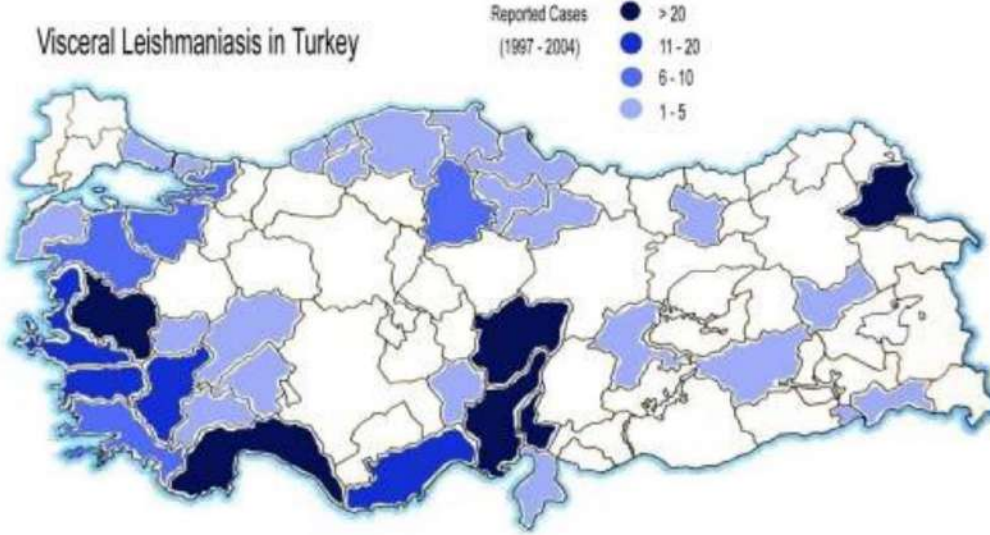 Visceral Leishmaniasis in Turkey
Reported Cases
(1997 - 2004)
> 20
11 - 20
6 - 10
1 - 5